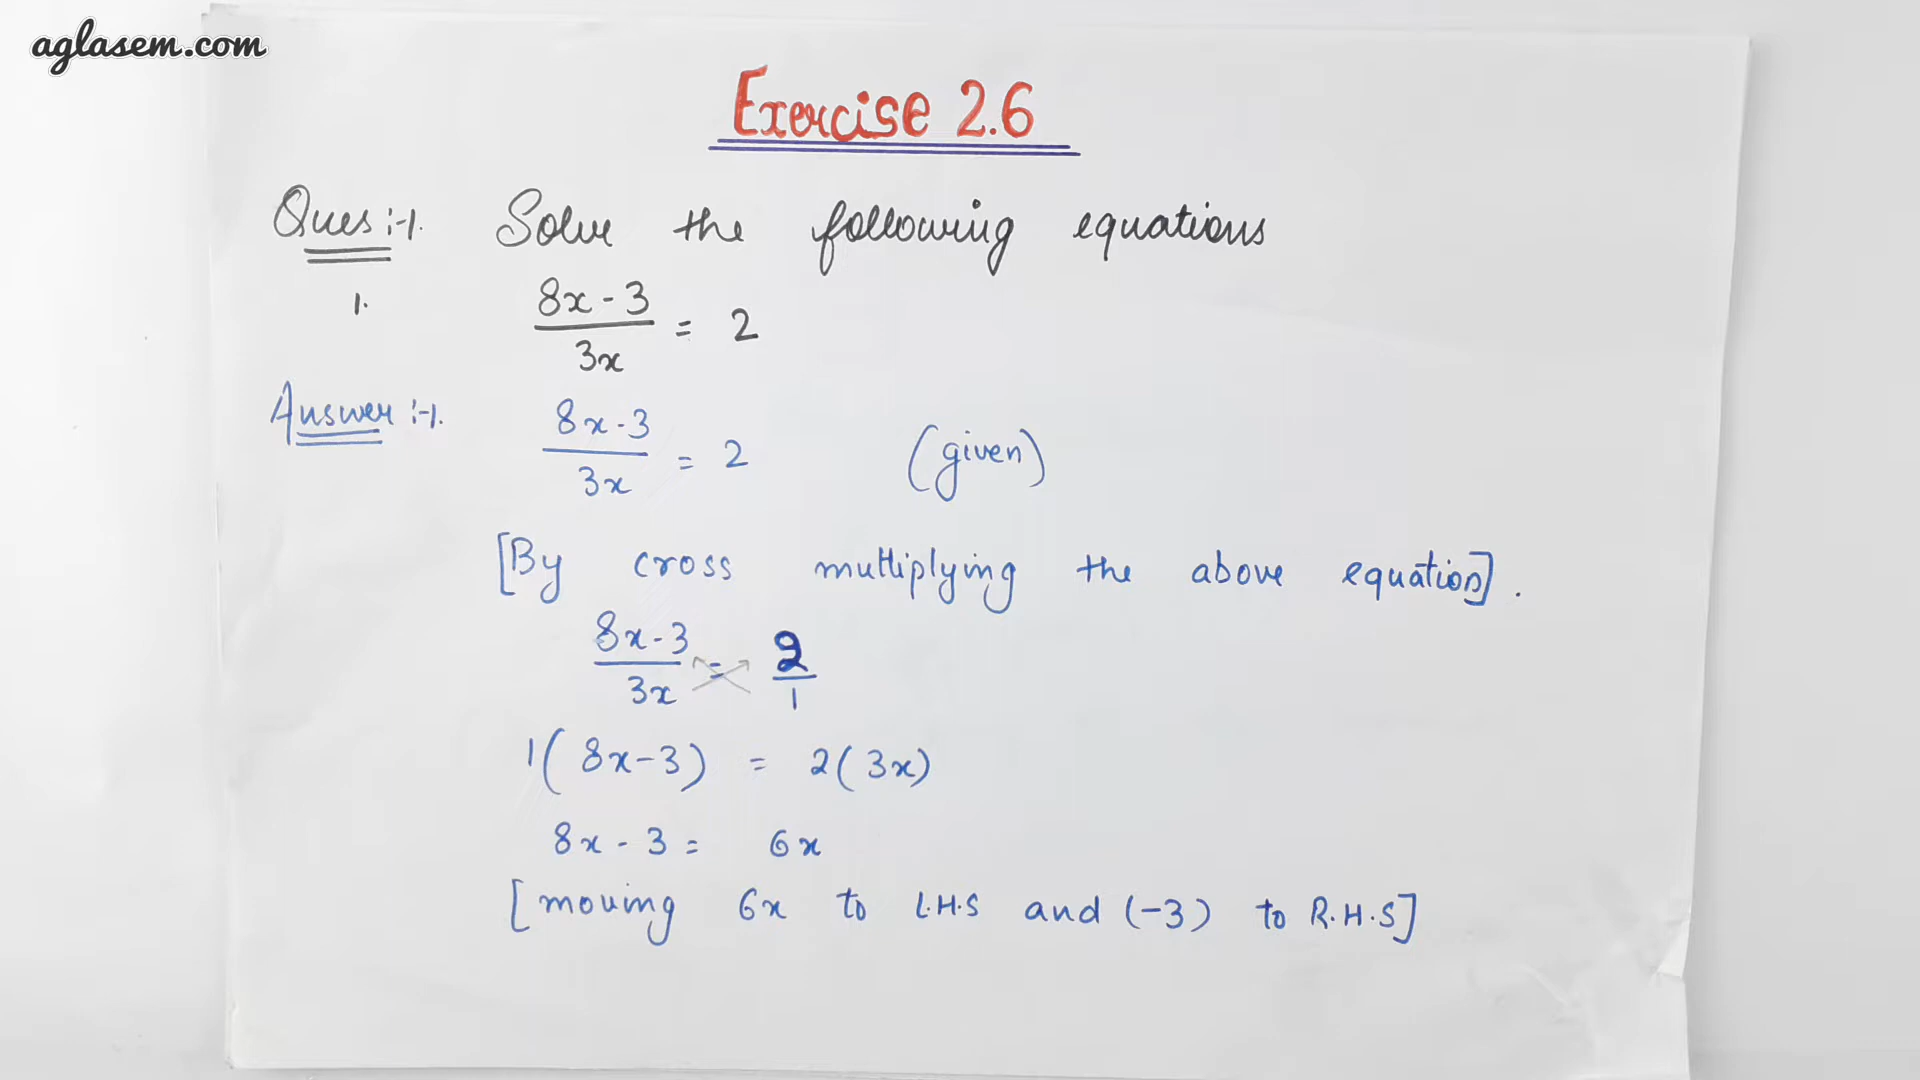 aglasem.com
Exercise 2.6
Ques:-1. Solve the following equations
1. 8x-3/3x = 2
Answer:-1. 8x-3/3x = 2 (given)
[By cross multiplying the above equation].
8x-3/3x = 2/1
1(8x-3) = 2(3x)
8x-3 = 6x
[moving 6x to L.H.S and (-3) to R.H.S]